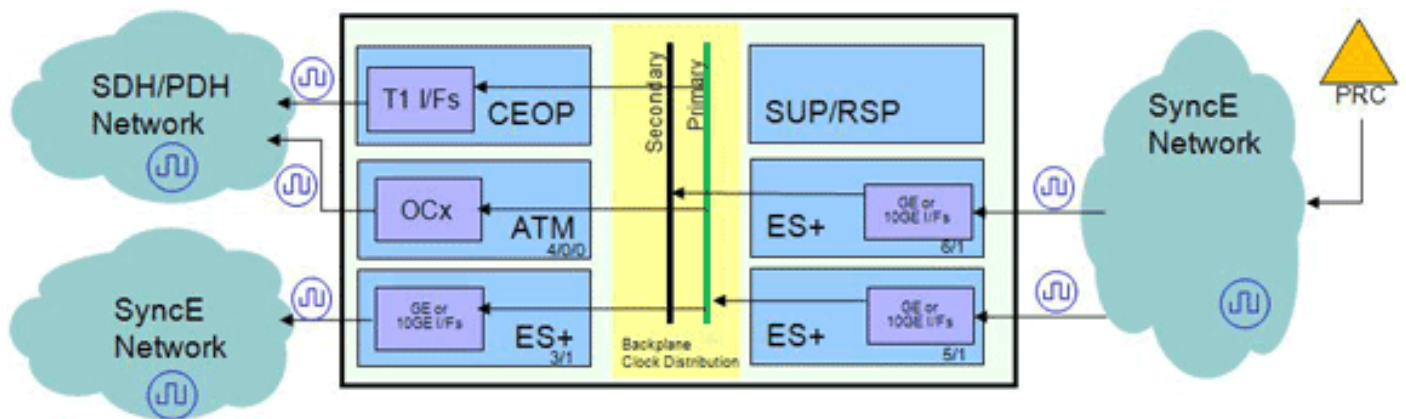 SDH/PDH
Network
T1 I/Fs
CEOP
OCx
ATM
4/0/0
SyncE
Network
GE or
10GE I/Fs
ES+
3/1
Secondary
Primary
Backplane
Clock Distribution
SUP/RSP
GE or
10GE I/Fs
ES+
6/1
GE or
10GE I/Fs
ES+
5/1
SyncE
Network
PRC